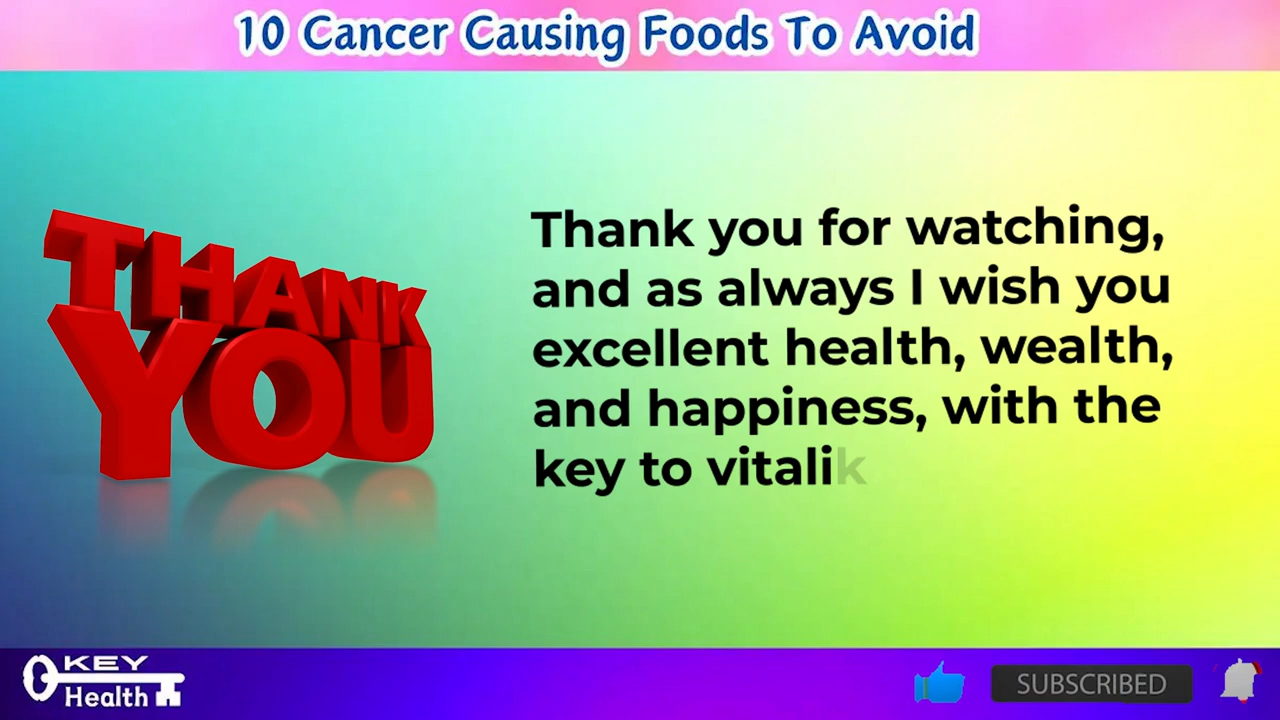 10 Cancer Causing Foods To Avoid
THANK
YOU
Thank you for watching,
and as always I wish you
excellent health, wealth,
and happiness, with the
key to vitalik
KEY
Health
SUBSCRIBED